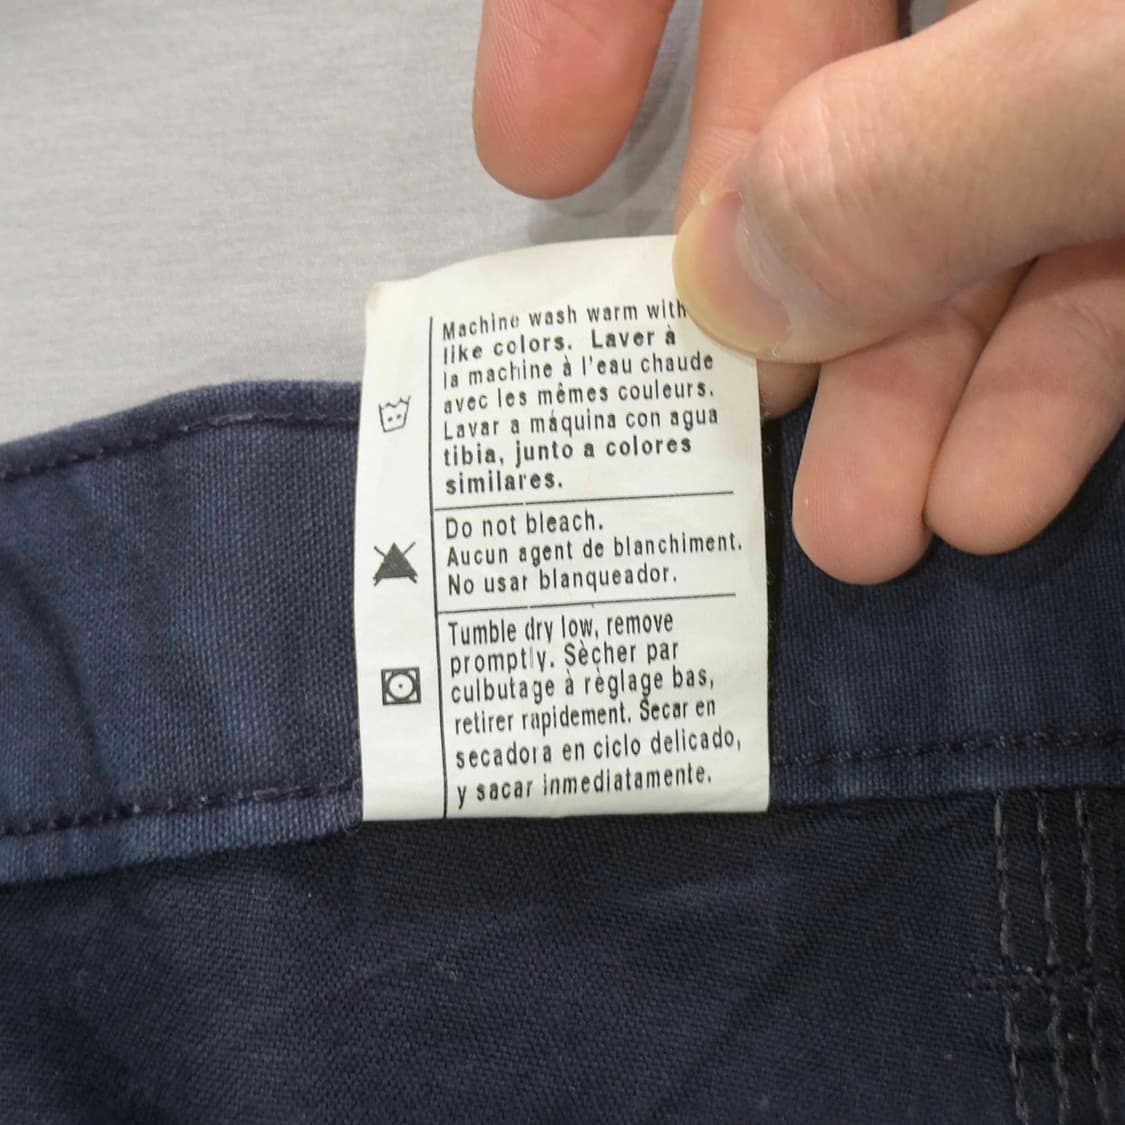 Machine wash warm with
like colors. Laver à
la machine à l'eau chaude
avec les mêmes couleurs.
Lavar a máquina con agua
tibia, junto a colores
similares.
Do not bleach.
Aucun agent de blanchiment.
No usar blanqueador.
Tumble dry low, remove
promptly. Sècher par
culbutage à règlage bas,
retirer rapidement. Secar en
secadora en ciclo delicado,
y sacar inmediatamente.